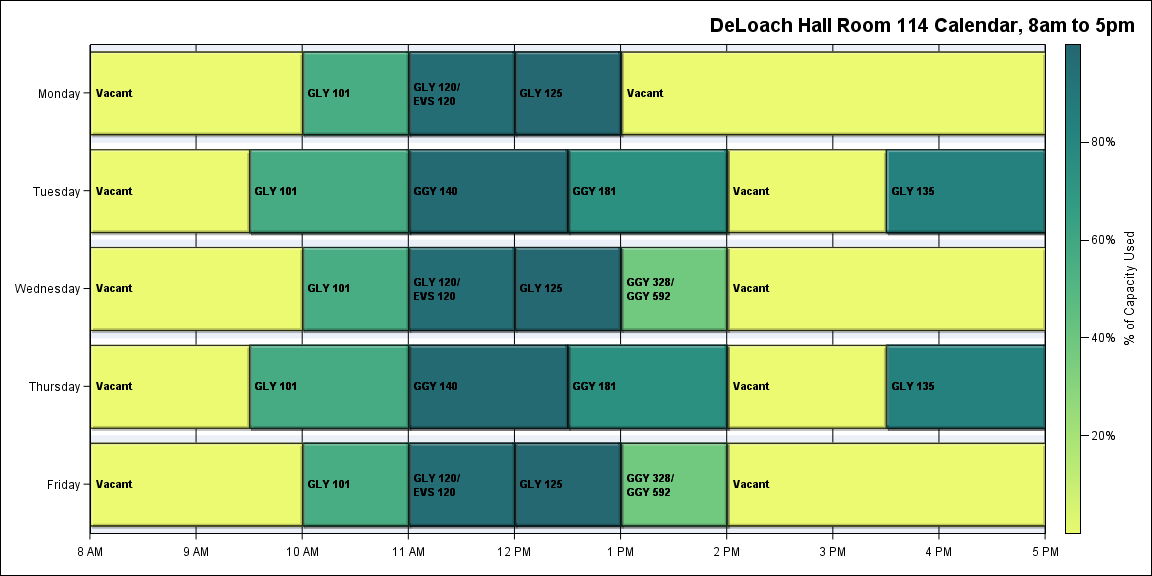 DeLoach Hall Room 114 Calendar, 8am to 5pm
Monday
Vacant
GLY 101
GLY 120/
EVS 120
GLY 125
Vacant
Tuesday
Vacant
GLY 101
GGY 140
GGY 181
Vacant
GLY 135
Wednesday
Vacant
GLY 101
GLY 120/
EVS 120
GLY 125
GGY 328/
GGY 592
Vacant
Thursday
Vacant
GLY 101
GGY 140
GGY 181
Vacant
GLY 135
Friday
Vacant
GLY 101
GLY 120/
EVS 120
GLY 125
GGY 328/
GGY 592
Vacant
8 AM
9 AM
10 AM
11 AM
12 PM
1 PM
2 PM
3 PM
4 PM
5 PM
80%
60%
40%
20%
% of Capacity Used